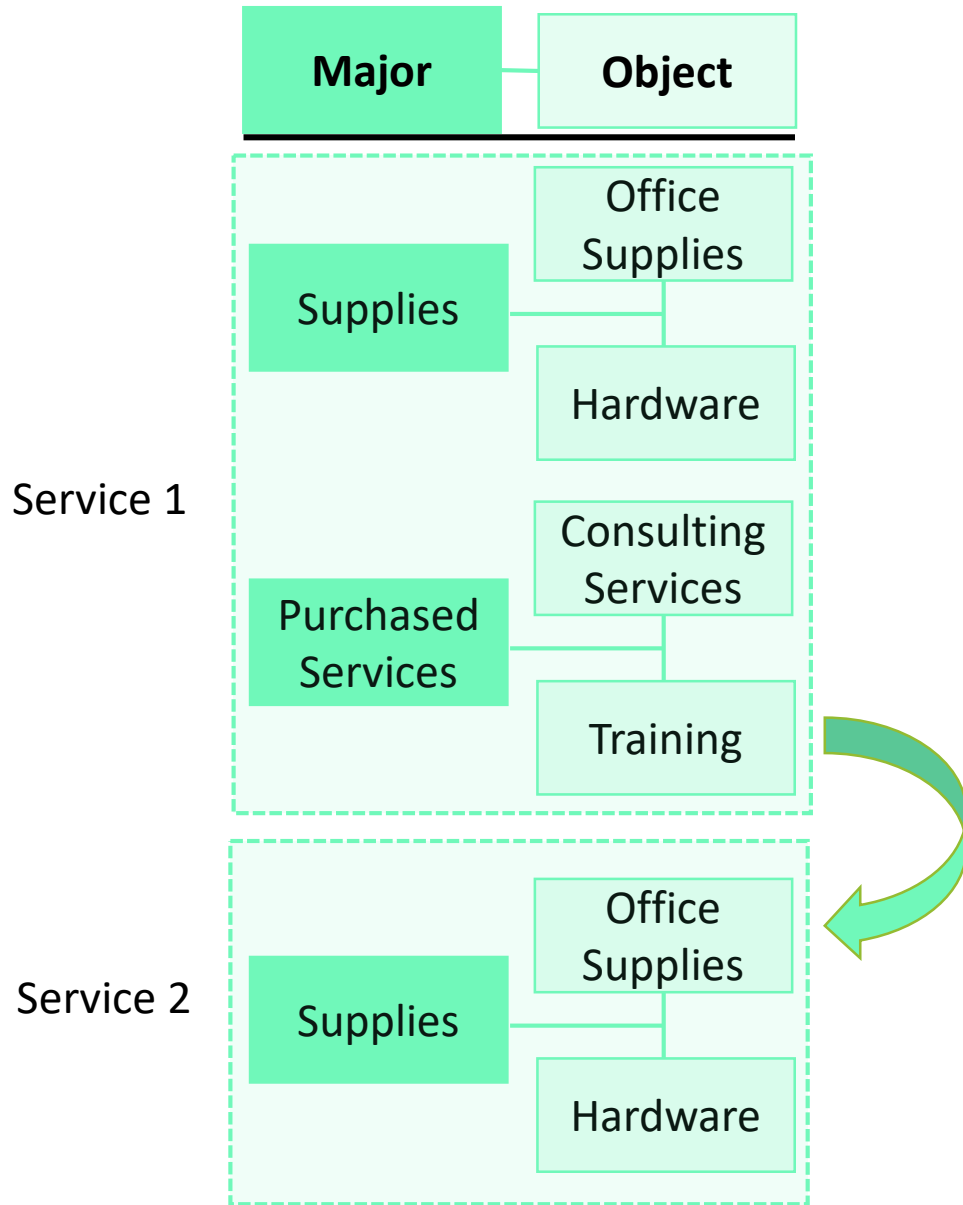 Major
Object
Service 1
Supplies
Office
Supplies
Hardware
Purchased
Services
Consulting
Services
Training
Service 2
Supplies
Office
Supplies
Hardware